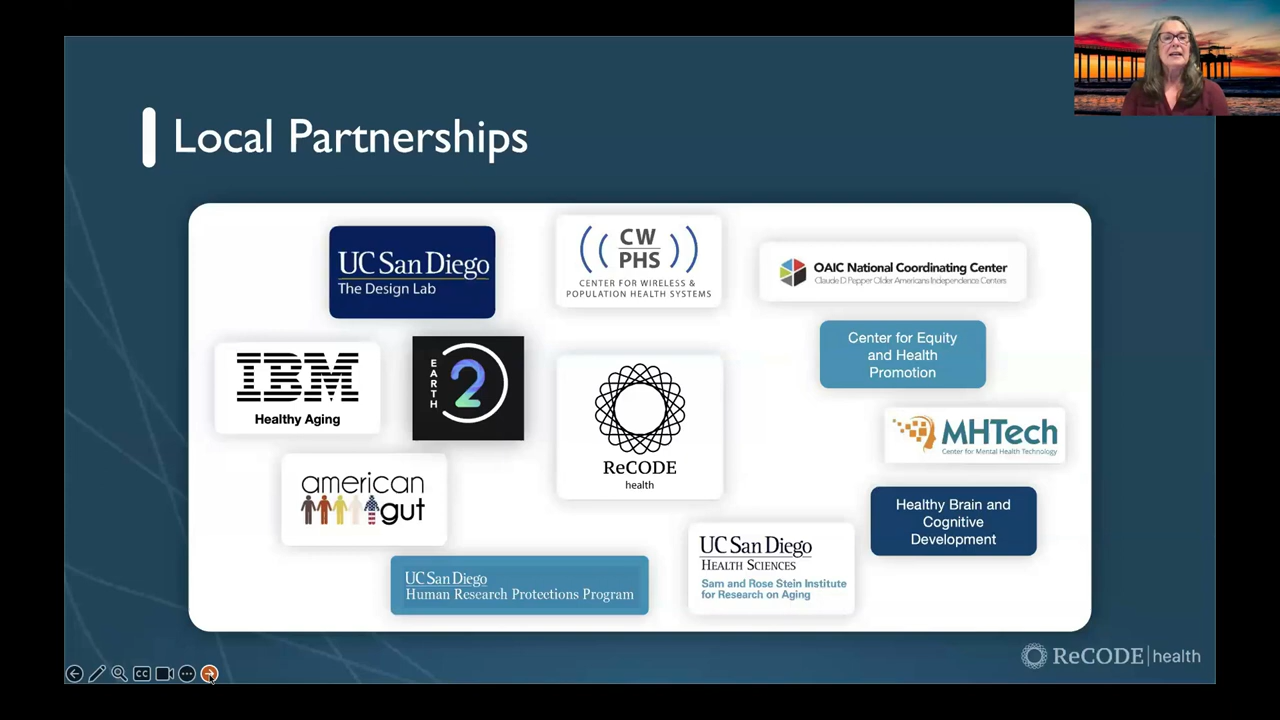 Local Partnerships
UC San Diego
The Design Lab
CW
PHS
CENTER FOR WIRELESS &
POPULATION HEALTH SYSTEMS
OAIC National Coordinating Center
Claude D Pepper Older Americans Independence Centers
IBM
Healthy Aging
EARTH
2
ReCODE
health
Center for Equity
and Health
Promotion
MHTech
Center for Mental Health Technology
american
gut
Healthy Brain and
Cognitive
Development
UC San Diego
Human Research Protections Program
UC San Diego
HEALTH SCIENCES
Sam and Rose Stein Institute
for Research on Aging
CC
ReCODE health